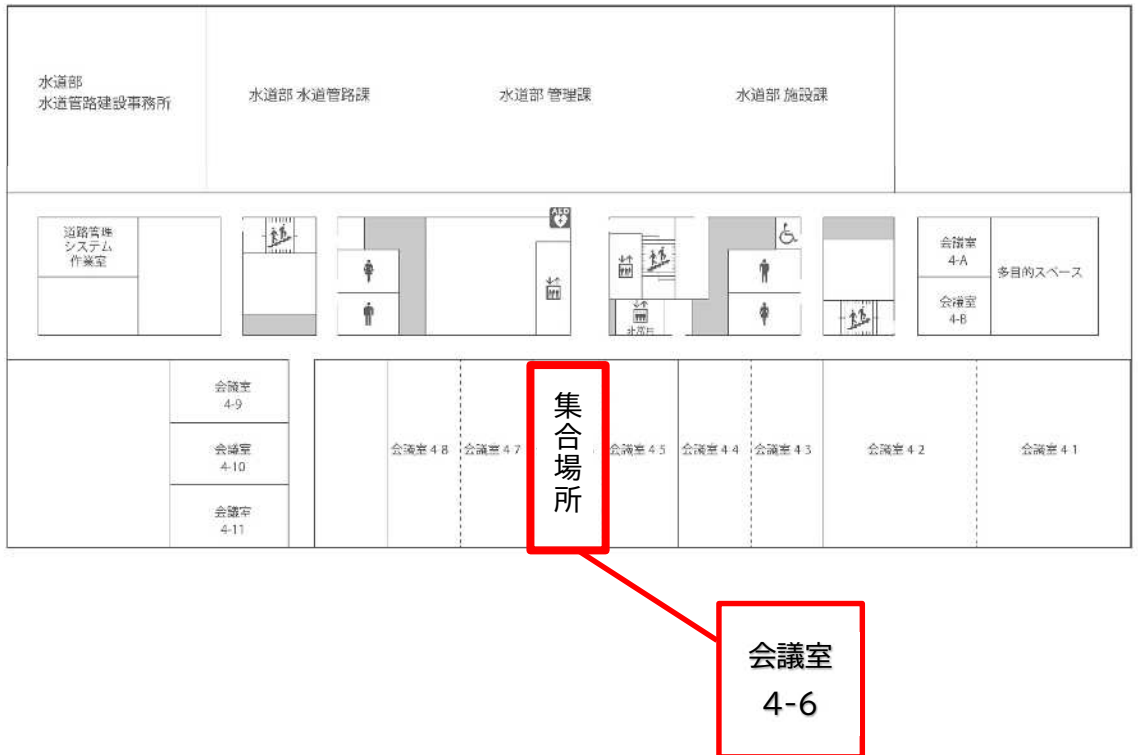 水道部
水道管路建設事務所
水道部 水道管路課
水道部 管理課
水道部 施設課
AED
道路管理
システム
作業室
会議室
4-A
会議室
4-B
多目的スペース
非常用
会議室
4-9
会議室
4-10
会議室
4-11
会議室 4 8
会議室 4 7
集合場所
会議室 4 5
会議室 4 4
会議室 4 3
会議室 4 2
会議室 4 1
会議室
4-6